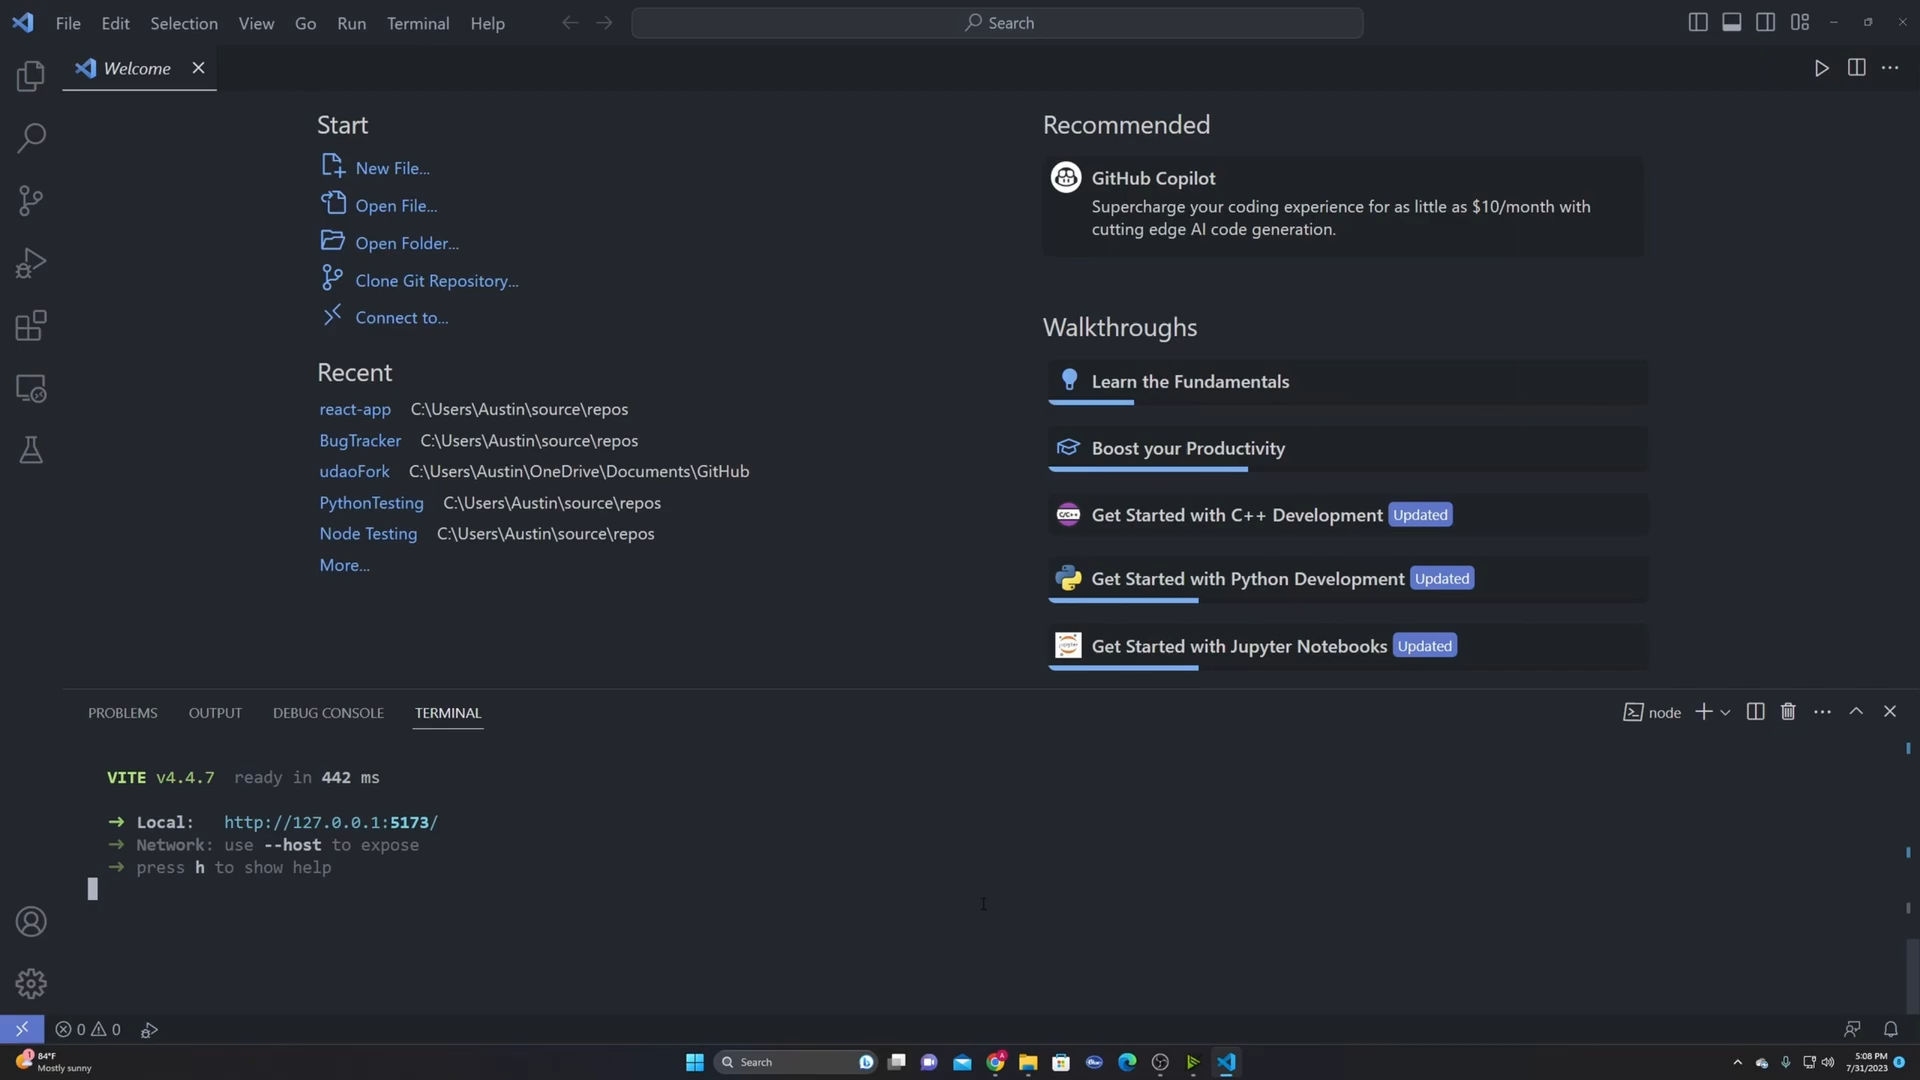 File Edit Selection View Go Run Terminal Help
Search
Welcome
Start
New File...
Open File...
Open Folder...
Clone Git Repository...
Connect to...
Recent
react-app C:\Users\Austin\source\repos
BugTracker C:\Users\Austin\source\repos
udaoFork C:\Users\Austin\OneDrive\Documents\GitHub
PythonTesting C:\Users\Austin\source\repos
Node Testing C:\Users\Austin\source\repos
More...
Recommended
GitHub Copilot
Supercharge your coding experience for as little as $10/month with
cutting edge AI code generation.
Walkthroughs
Learn the Fundamentals
Boost your Productivity
C/C++ Get Started with C++ Development Updated
Get Started with Python Development Updated
jupyter Get Started with Jupyter Notebooks Updated
PROBLEMS OUTPUT DEBUG CONSOLE TERMINAL
node
VITE v4.4.7 ready in 442 ms
➜ Local: http://127.0.0.1:5173/
➜ Network: use --host to expose
➜ press h to show help
0 0
1 84°F
Mostly sunny
Search
5:08 PM
7/31/2023
8